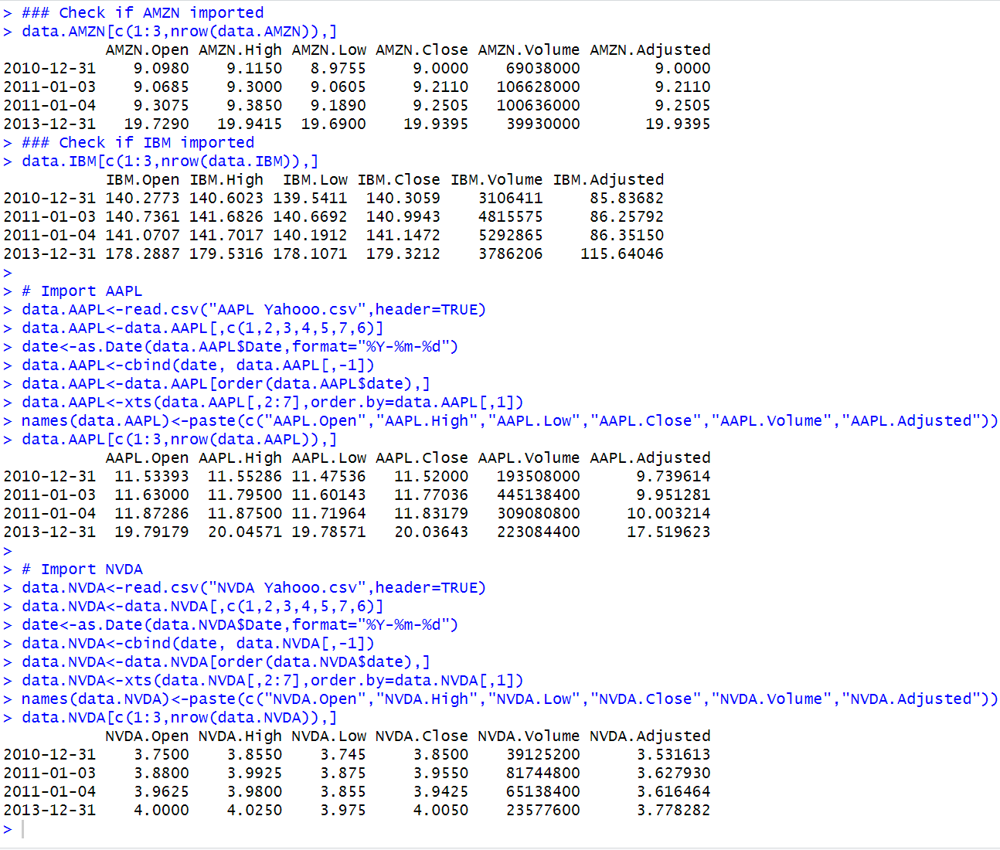 > ### Check if AMZN imported
> data.AMZN[c(1:3,nrow(data.AMZN)),]
AMZN.Open AMZN.High AMZN.Low AMZN.Close AMZN.Volume AMZN.Adjusted
2010-12-31 9.0980 9.1150 8.9755 9.0000 69038000 9.0000
2011-01-03 9.0685 9.3000 9.0605 9.2110 106628000 9.2110
2011-01-04 9.3075 9.3850 9.1890 9.2505 100636000 9.2505
2013-12-31 19.7290 19.9415 19.6900 19.9395 39930000 19.9395
> ### Check if IBM imported
> data.IBM[c(1:3,nrow(data.IBM)),]
IBM.Open IBM.High IBM.Low IBM.Close IBM.Volume IBM.Adjusted
2010-12-31 140.2773 140.6023 139.5411 140.3059 3106411 85.83682
2011-01-03 140.7361 141.6826 140.6692 140.9943 4815575 86.25792
2011-01-04 141.0707 141.7017 140.1912 141.1472 5292865 86.35150
2013-12-31 178.2887 179.5316 178.1071 179.3212 3786206 115.64046
>
> # Import AAPL
> data.AAPL<-read.csv("AAPL Yahooo.csv",header=TRUE)
> data.AAPL<-data.AAPL[,c(1,2,3,4,5,7,6)]
> date<-as.Date(data.AAPL$Date,format="%Y-%m-%d")
> data.AAPL<-cbind(date, data.AAPL[,-1])
> data.AAPL<-data.AAPL[order(data.AAPL$date),]
> data.AAPL<-xts(data.AAPL[,2:7],order.by=data.AAPL[,1])
> names(data.AAPL)<-paste(c("AAPL.Open","AAPL.High","AAPL.Low","AAPL.Close","AAPL.Volume","AAPL.Adjusted"))
> data.AAPL[c(1:3,nrow(data.AAPL)),]
AAPL.Open AAPL.High AAPL.Low AAPL.Close AAPL.Volume AAPL.Adjusted
2010-12-31 11.53393 11.55286 11.47536 11.52000 193508000 9.739614
2011-01-03 11.63000 11.79500 11.60143 11.77036 445138400 9.951281
2011-01-04 11.87286 11.87500 11.71964 11.83179 309080800 10.003214
2013-12-31 19.79179 20.04571 19.78571 20.03643 223084400 17.519623
>
> # Import NVDA
> data.NVDA<-read.csv("NVDA Yahooo.csv",header=TRUE)
> data.NVDA<-data.NVDA[,c(1,2,3,4,5,7,6)]
> date<-as.Date(data.NVDA$Date,format="%Y-%m-%d")
> data.NVDA<-cbind(date, data.NVDA[,-1])
> data.NVDA<-data.NVDA[order(data.NVDA$date),]
> data.NVDA<-xts(data.NVDA[,2:7],order.by=data.NVDA[,1])
> names(data.NVDA)<-paste(c("NVDA.Open","NVDA.High","NVDA.Low","NVDA.Close","NVDA.Volume","NVDA.Adjusted"))
> data.NVDA[c(1:3,nrow(data.NVDA)),]
NVDA.Open NVDA.High NVDA.Low NVDA.Close NVDA.Volume NVDA.Adjusted
2010-12-31 3.7500 3.8550 3.745 3.8500 39125200 3.531613
2011-01-03 3.8800 3.9925 3.875 3.9550 81744800 3.627930
2011-01-04 3.9625 3.9800 3.855 3.9425 65138400 3.616464
2013-12-31 4.0000 4.0250 3.975 4.0050 23577600 3.778282
>